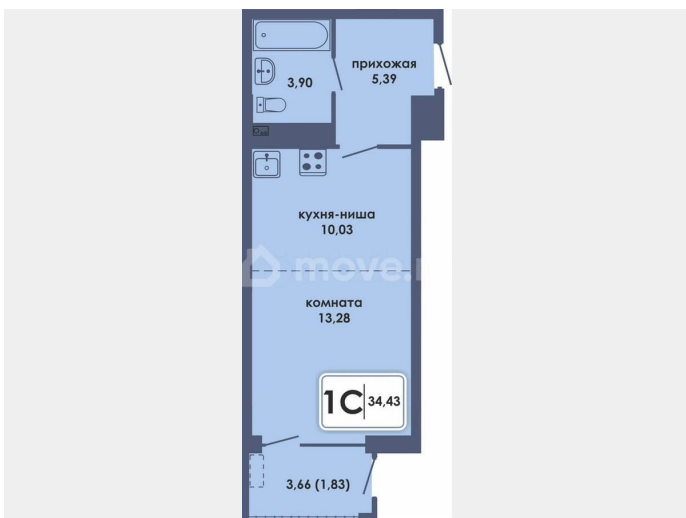 прихожая
5,39
3,90
кухня-ниша
10,03
move.
комната
13,28
1С 34,43
3,66 (1,83)